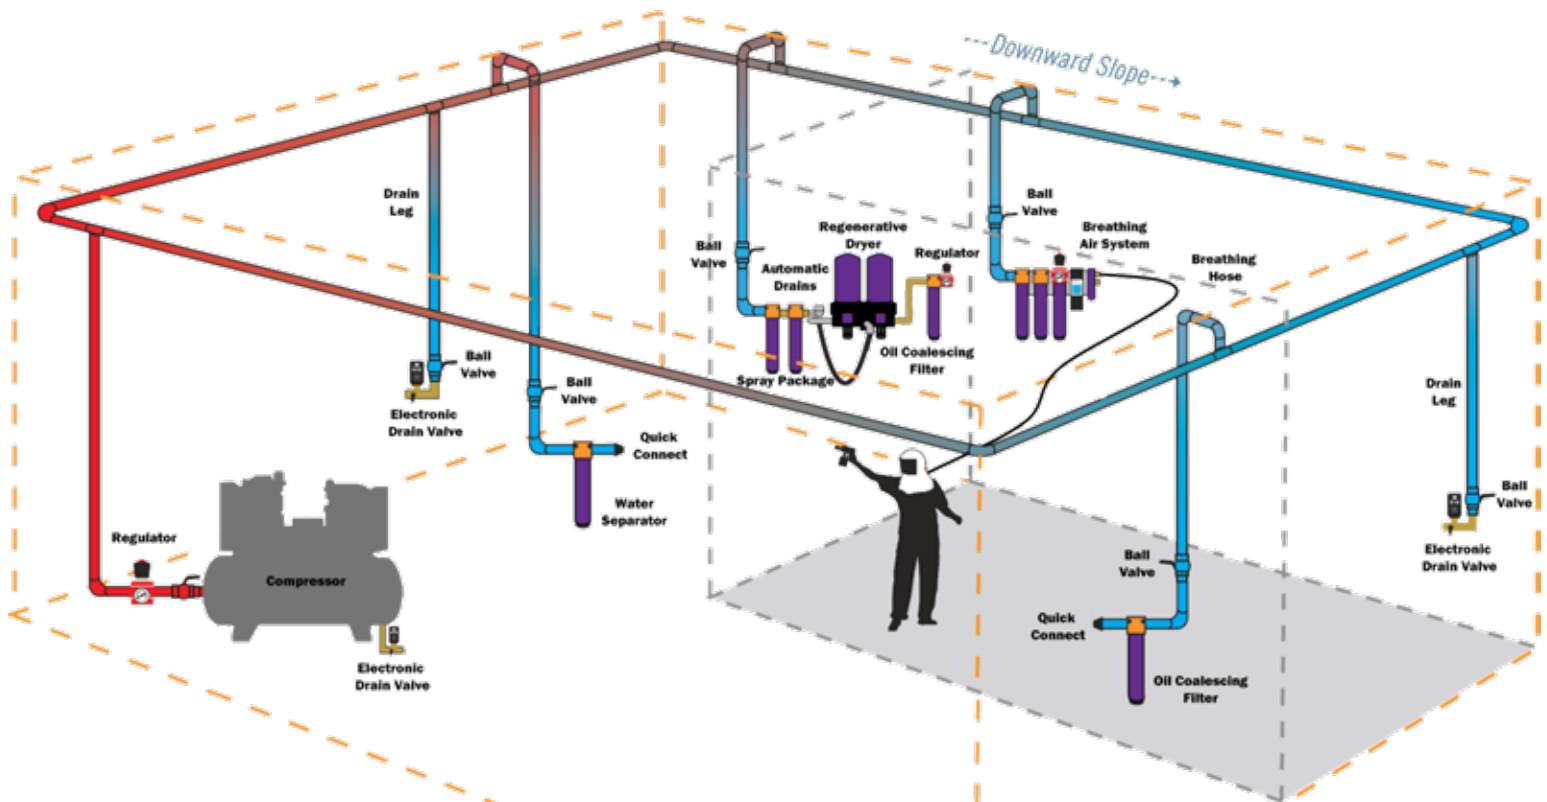 Downward Slope
Drain
Leg
Ball
Valve
Electronic
Drain Valve
Ball
Valve
Quick
Connect
Water
Separator
Regulator
Compressor
Electronic
Drain Valve
Ball
Valve
Automatic
Drains
Regenerative
Dryer
Regulator
Oil Coalescing
Filter
Spray Package
Ball
Valve
Breathing
Air System
Breathing
Hose
Drain
Leg
Ball
Valve
Electronic
Drain Valve
Ball
Valve
Quick
Connect
Oil Coalescing
Filter